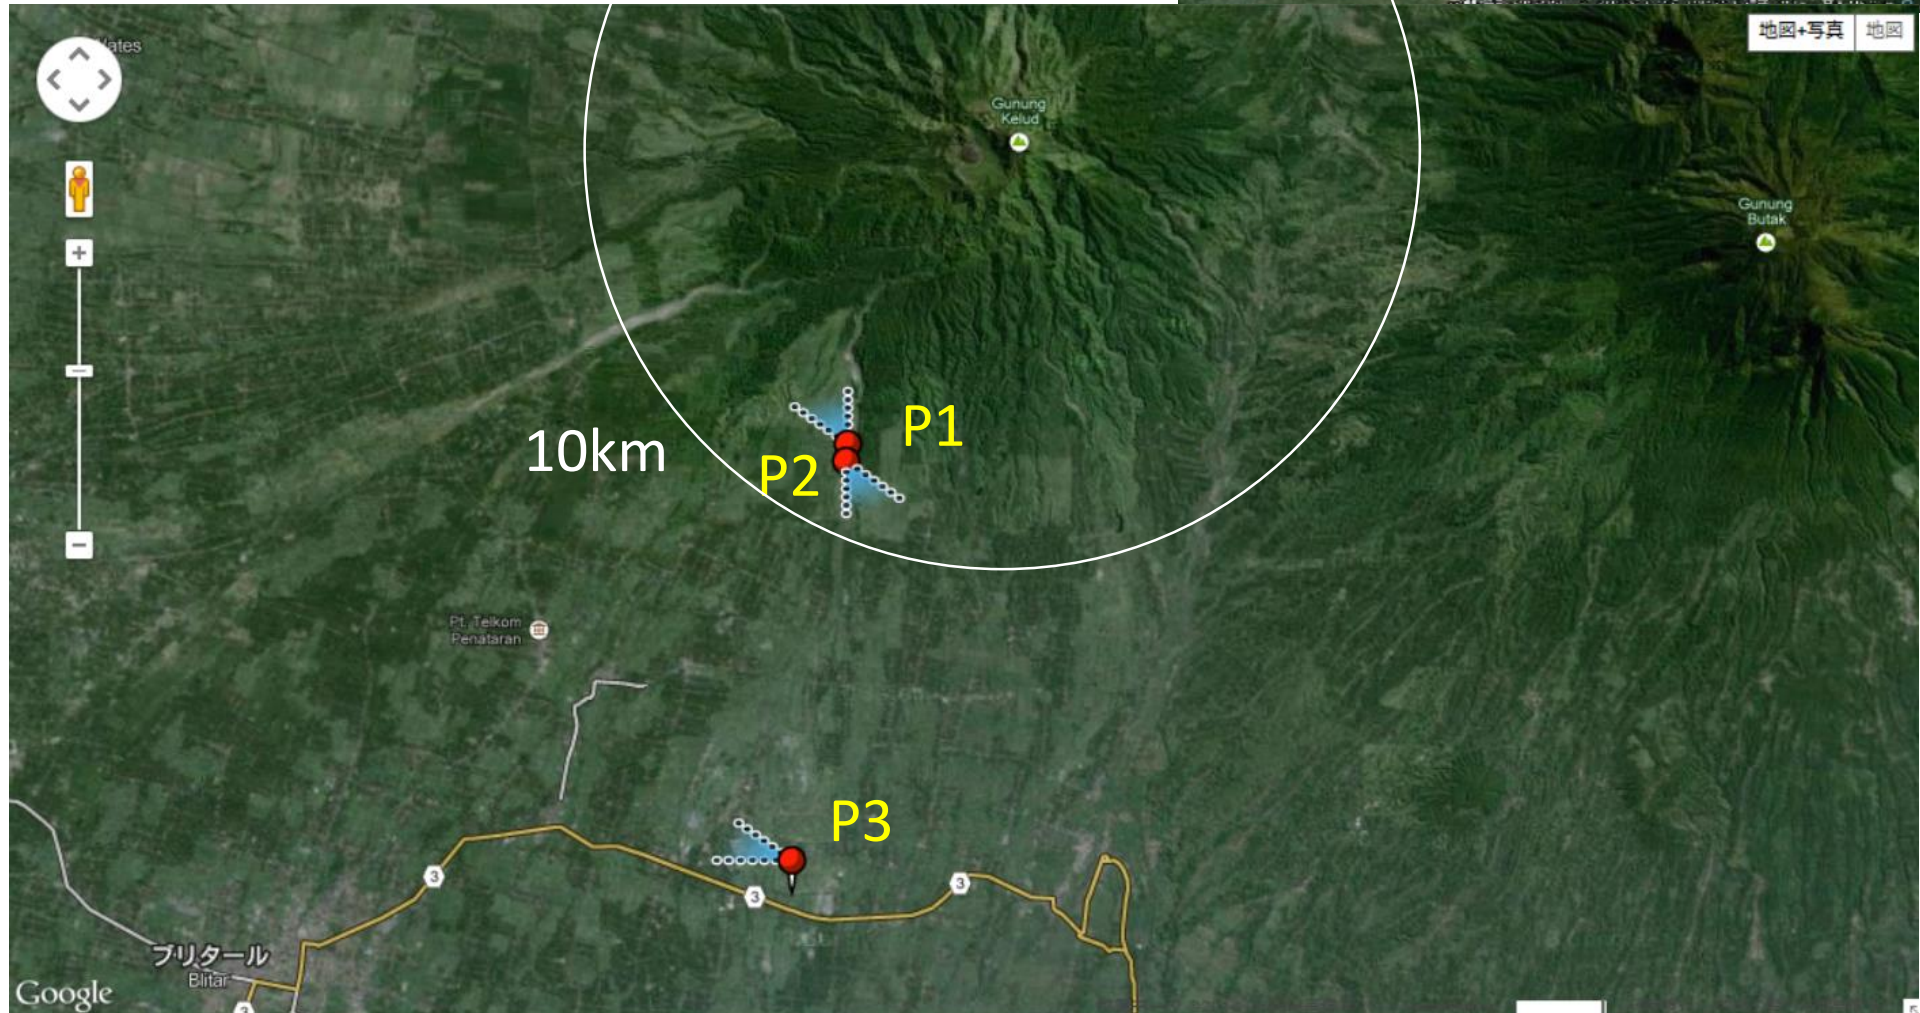 地図+写真
地図
Wates
Gunung
Kelud
Gunung
Butak
P1
10km
P2
Pt. Telkom
Penataran
P3
3
3
3
ブリタール
Blitar
3
Google